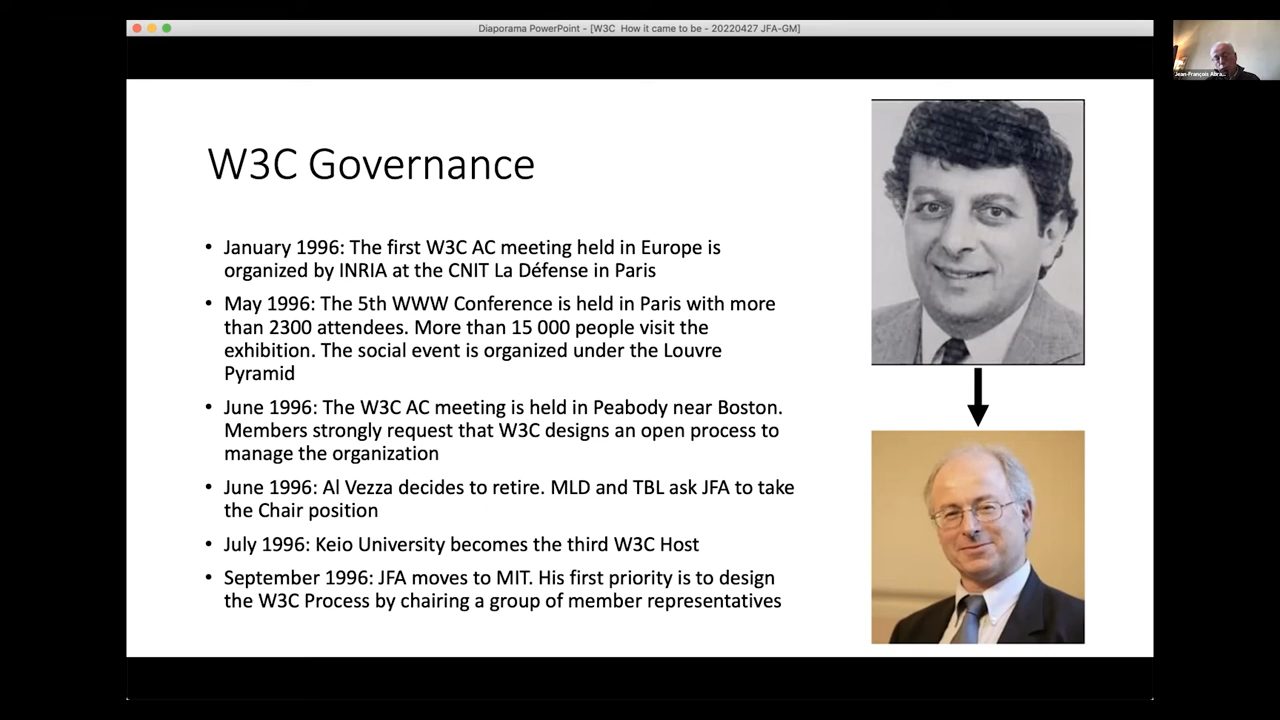 Diaporama PowerPoint - [W3C How it came to be - 20220427 JFA-GM]
Jean-François Abra...
W3C Governance
• January 1996: The first W3C AC meeting held in Europe is
organized by INRIA at the CNIT La Défense in Paris
• May 1996: The 5th WWW Conference is held in Paris with more
than 2300 attendees. More than 15 000 people visit the
exhibition. The social event is organized under the Louvre
Pyramid
• June 1996: The W3C AC meeting is held in Peabody near Boston.
Members strongly request that W3C designs an open process to
manage the organization
• June 1996: Al Vezza decides to retire. MLD and TBL ask JFA to take
the Chair position
• July 1996: Keio University becomes the third W3C Host
• September 1996: JFA moves to MIT. His first priority is to design
the W3C Process by chairing a group of member representatives